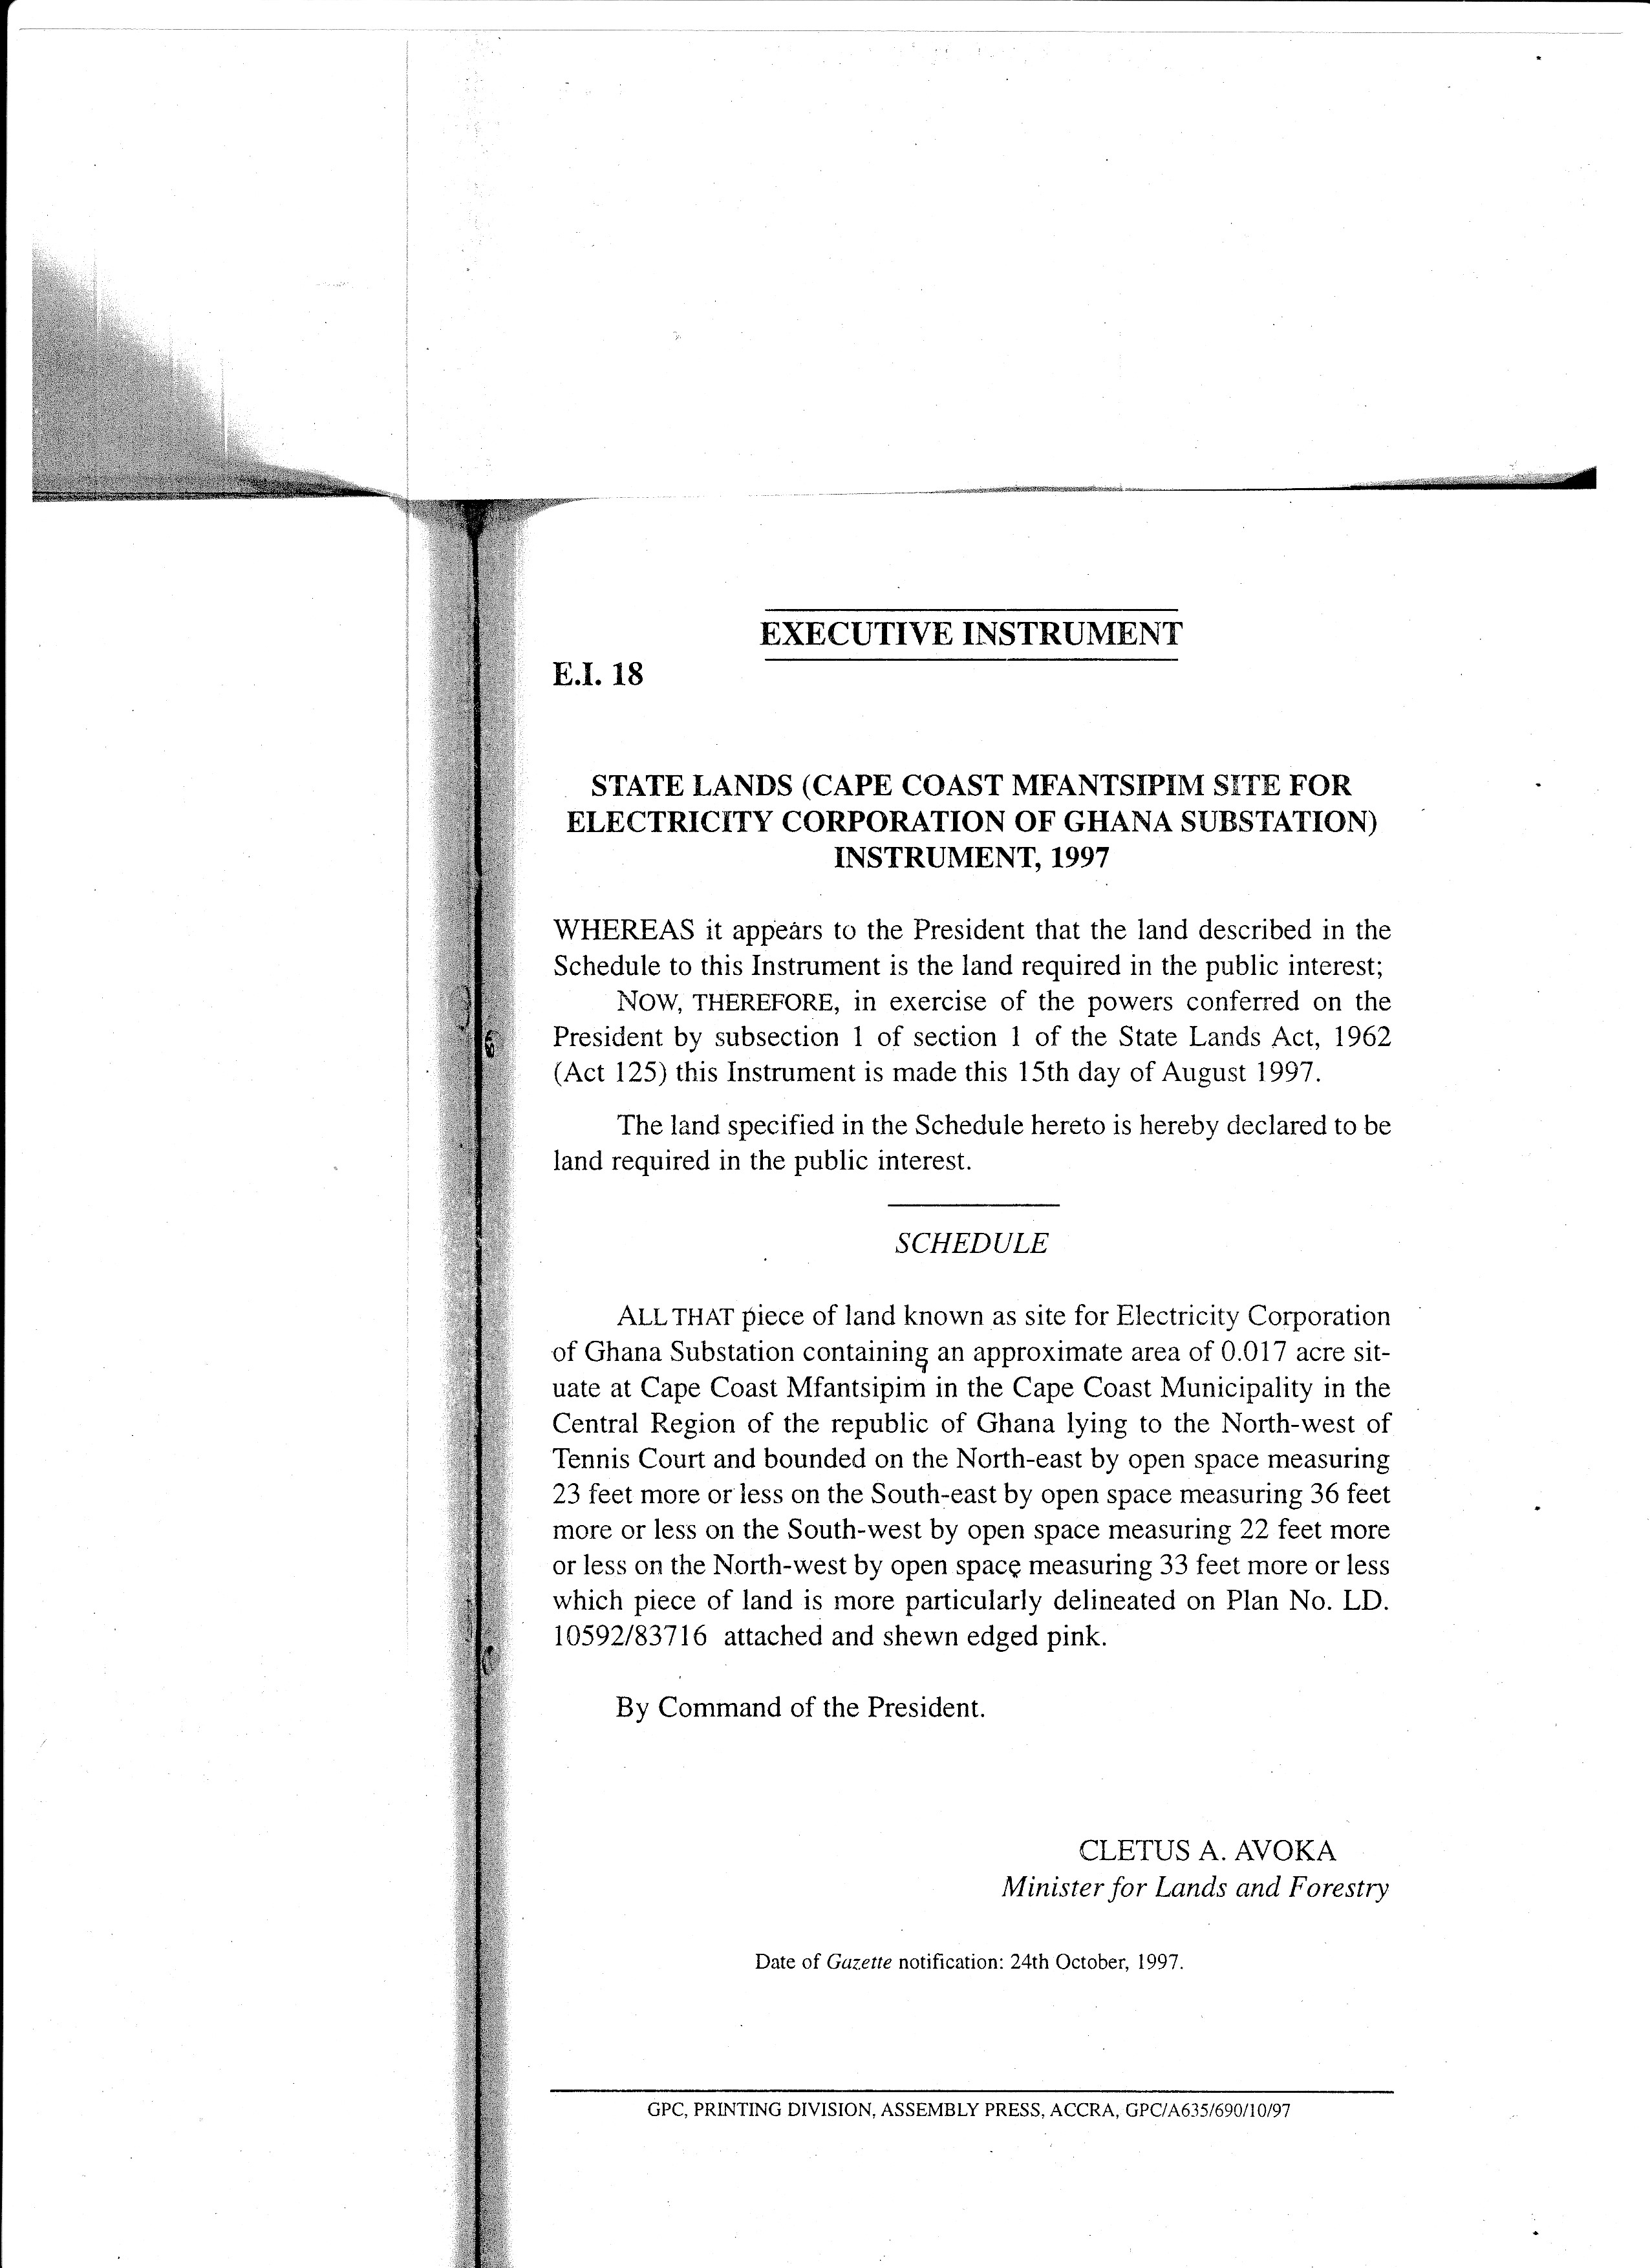 EXECUTIVE INSTRUMENT
E.I. 18
STATE LANDS (CAPE COAST MFANTSIPIM SITE FOR
ELECTRICITY CORPORATION OF GHANA SUBSTATION)
INSTRUMENT, 1997
WHEREAS it appears to the President that the land described in the
Schedule to this Instrument is the land required in the public interest;
NOW, THEREFORE, in exercise of the powers conferred on the
President by subsection 1 of section 1 of the State Lands Act, 1962
(Act 125) this Instrument is made this 15th day of August 1997.
The land specified in the Schedule hereto is hereby declared to be
land required in the public interest.
SCHEDULE
ALL THAT piece of land known as site for Electricity Corporation
of Ghana Substation containing an approximate area of 0.017 acre sit-
uate at Cape Coast Mfantsipim in the Cape Coast Municipality in the
Central Region of the republic of Ghana lying to the North-west of
Tennis Court and bounded on the North-east by open space measuring
23 feet more or less on the South-east by open space measuring 36 feet
more or less on the South-west by open space measuring 22 feet more
or less on the North-west by open space measuring 33 feet more or less
which piece of land is more particularly delineated on Plan No. LD.
10592/83716 attached and shewn edged pink.
By Command of the President.
CLETUS A. AVOKA
Minister for Lands and Forestry
Date of Gazette notification: 24th October, 1997.
GPC, PRINTING DIVISION, ASSEMBLY PRESS, ACCRA, GPC/A635/690/10/97